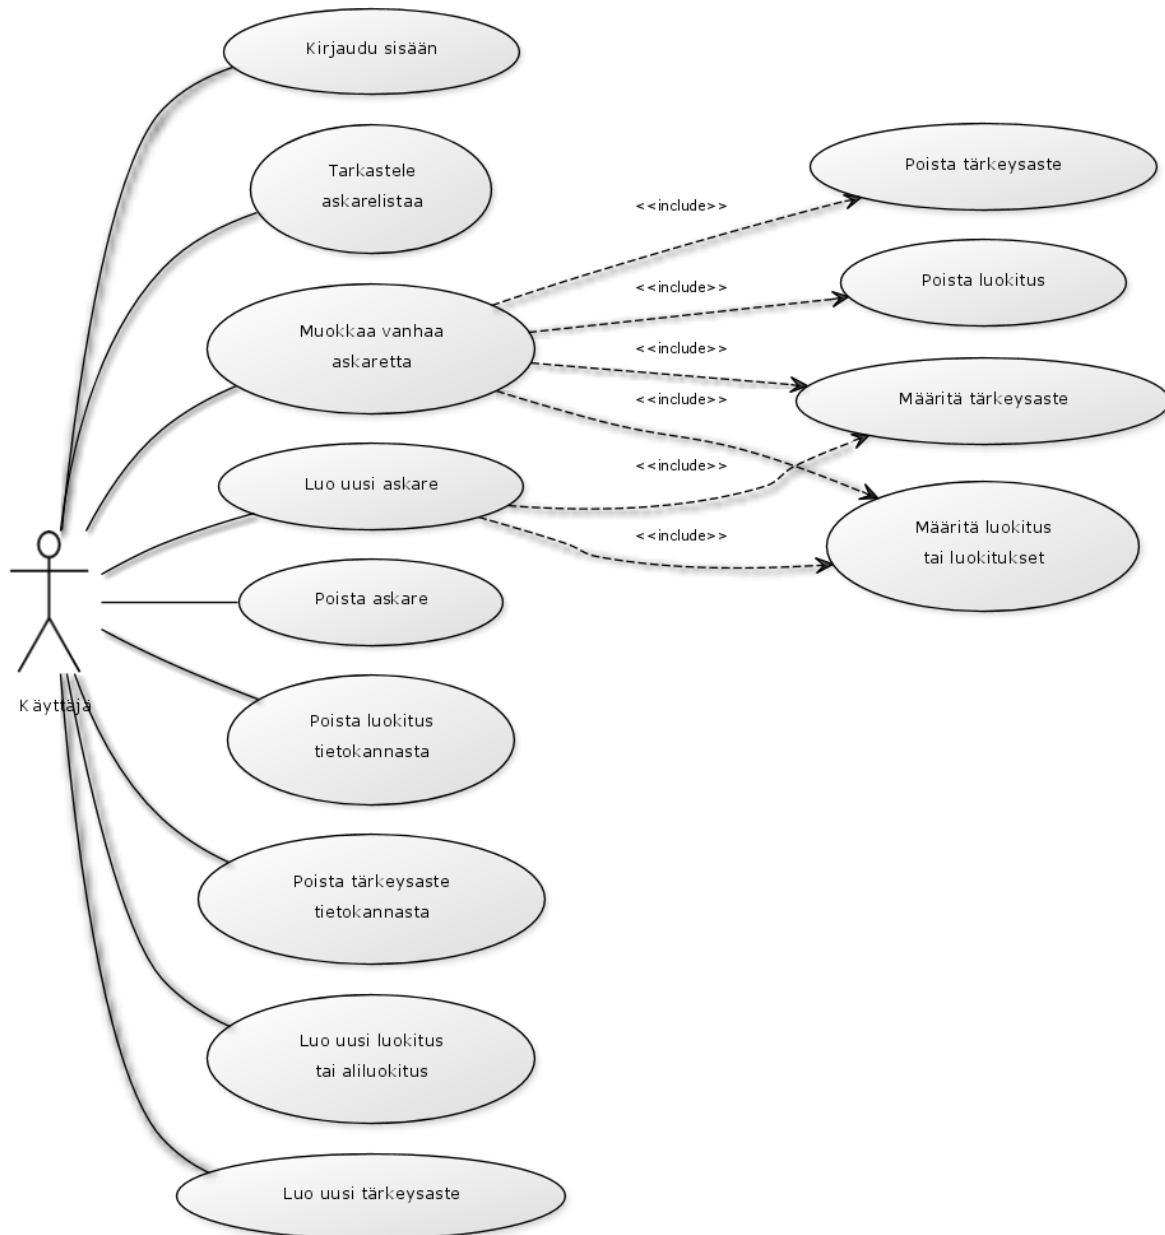 Kirjaudu sisään
Tarkastele
askarelistaa
Poista tärkeysaste
<<include>>
Poista luokitus
<<include>>
Muokkaa vanhaa
askaretta
<<include>>
Määritä tärkeysaste
<<include>>
<<include>>
Luo uusi askare
Määritä luokitus
tai luokitukset
<<include>>
Poista askare
Käyttäjä
Poista luokitus
tietokannasta
Poista tärkeysaste
tietokannasta
Luo uusi luokitus
tai aliluokitus
Luo uusi tärkeysaste